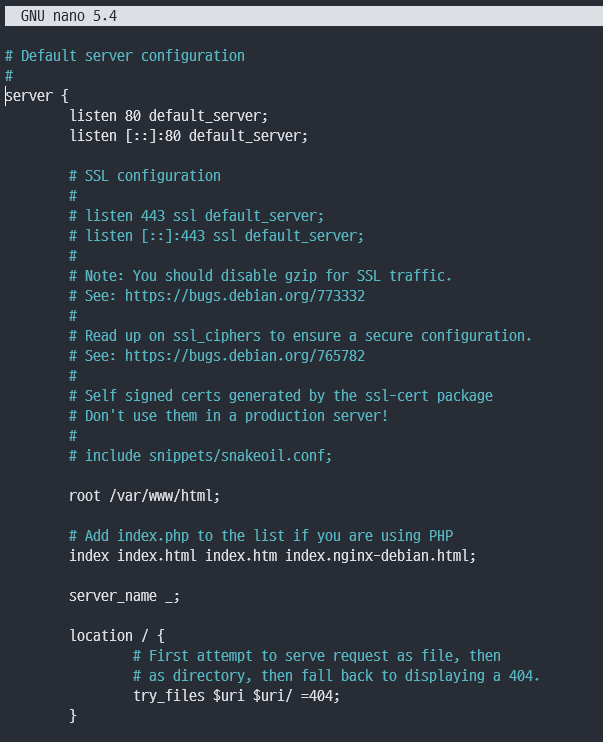 GNU nano 5.4
# Default server configuration
#
server {
listen 80 default_server;
listen [::]:80 default_server;
# SSL configuration
#
# listen 443 ssl default_server;
# listen [::]:443 ssl default_server;
#
# Note: You should disable gzip for SSL traffic.
# See: https://bugs.debian.org/773332
#
# Read up on ssl_ciphers to ensure a secure configuration.
# See: https://bugs.debian.org/765782
#
# Self signed certs generated by the ssl-cert package
# Don't use them in a production server!
#
# include snippets/snakeoil.conf;
root /var/www/html;
# Add index.php to the list if you are using PHP
index index.html index.htm index.nginx-debian.html;
server_name _;
location / {
# First attempt to serve request as file, then
# as directory, then fall back to displaying a 404.
try_files $uri $uri/ =404;
}